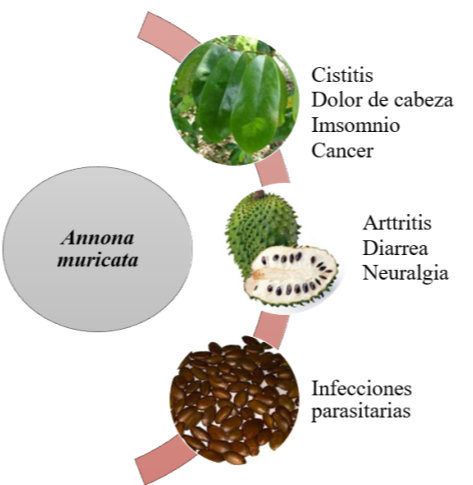 Cistitis
Dolor de cabeza
Imsomnio
Cancer
Annona
muricata
Arttritis
Diarrea
Neuralgia
Infecciones
parasitarias